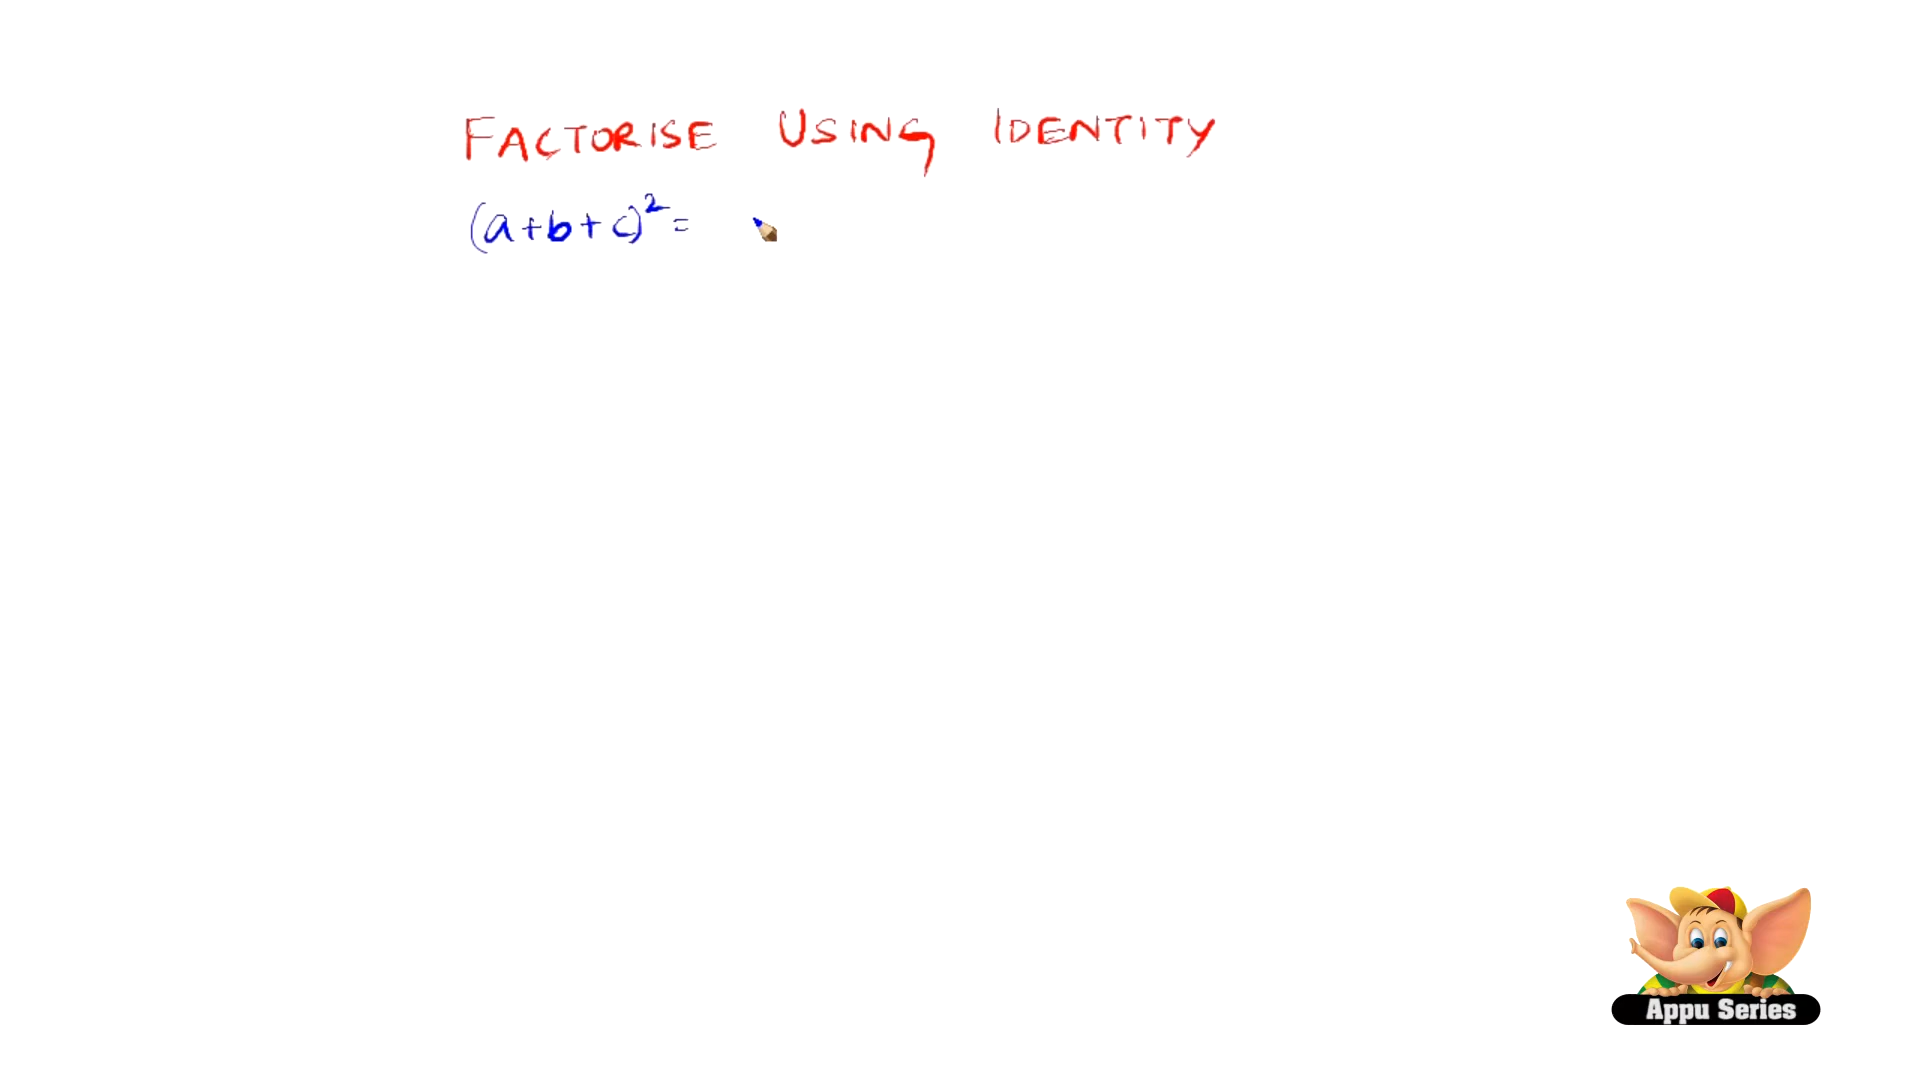 FACTORISE USING IDENTITY
(a+b+c)² =
Appu Series